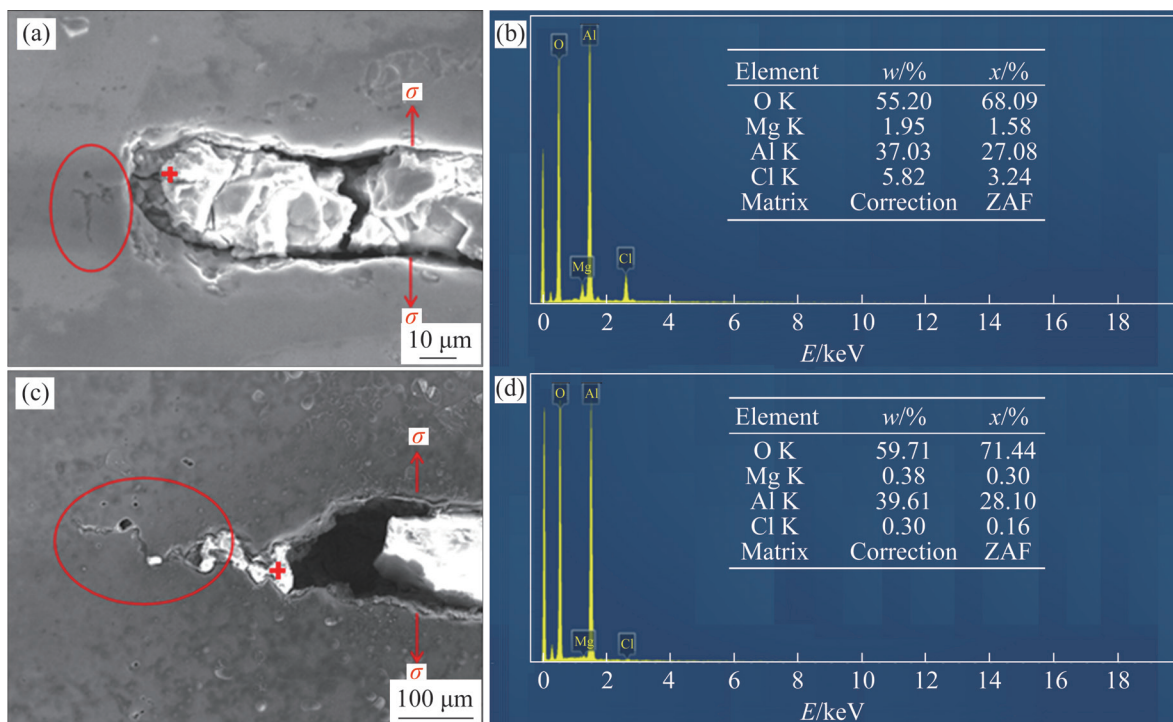 (a)
σ
σ
10 μm
(b)
O
Al
Mg
Cl
Element w/% x/%
O K 55.20 68.09
Mg K 1.95 1.58
Al K 37.03 27.08
Cl K 5.82 3.24
Matrix Correction ZAF
0 2 4 6 8 10 12 14 16 18
E/keV
(c)
σ
σ
100 μm
(d)
O
Al
Mg
Cl
Element w/% x/%
O K 59.71 71.44
Mg K 0.38 0.30
Al K 39.61 28.10
Cl K 0.30 0.16
Matrix Correction ZAF
0 2 4 6 8 10 12 14 16 18
E/keV